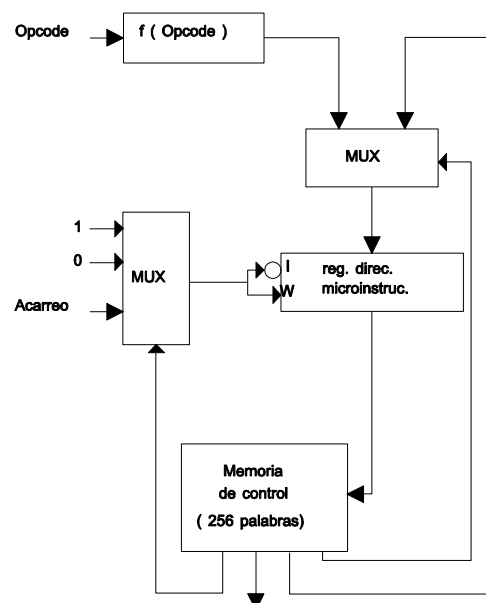 Opcode
f ( Opcode )
MUX
1
0
Acarreo
MUX
I
W
reg. direc.
microinstruc.
Memoria
de control
( 256 palabras)